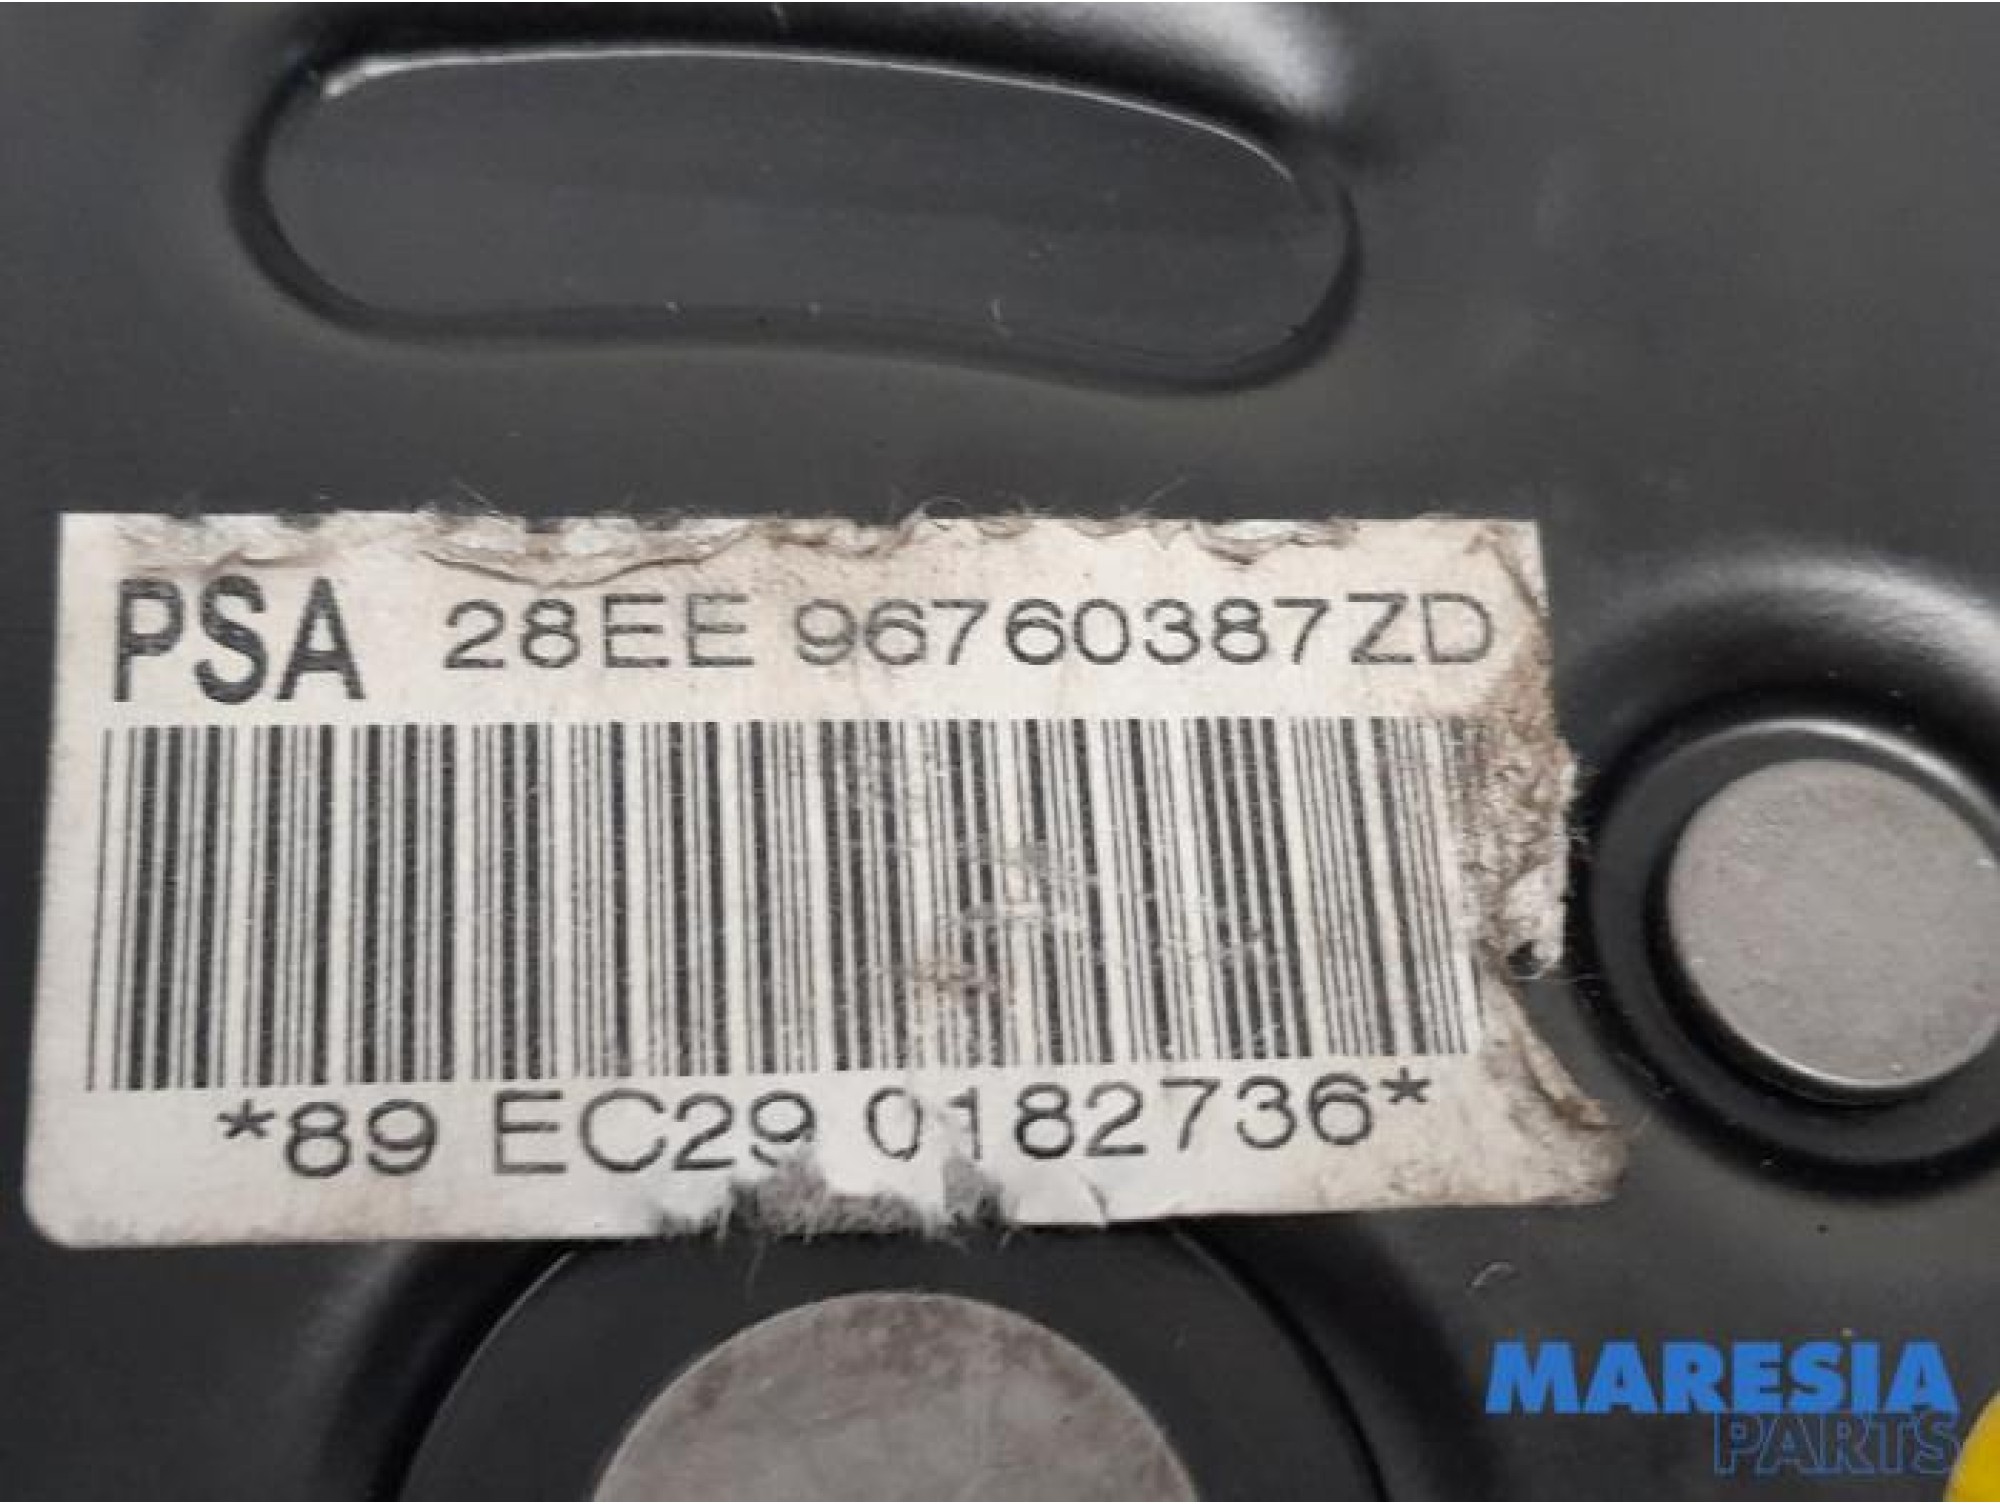 PSA 28EE 96760387ZD
*89 EC29 0182736*
MARESIA
PARTS